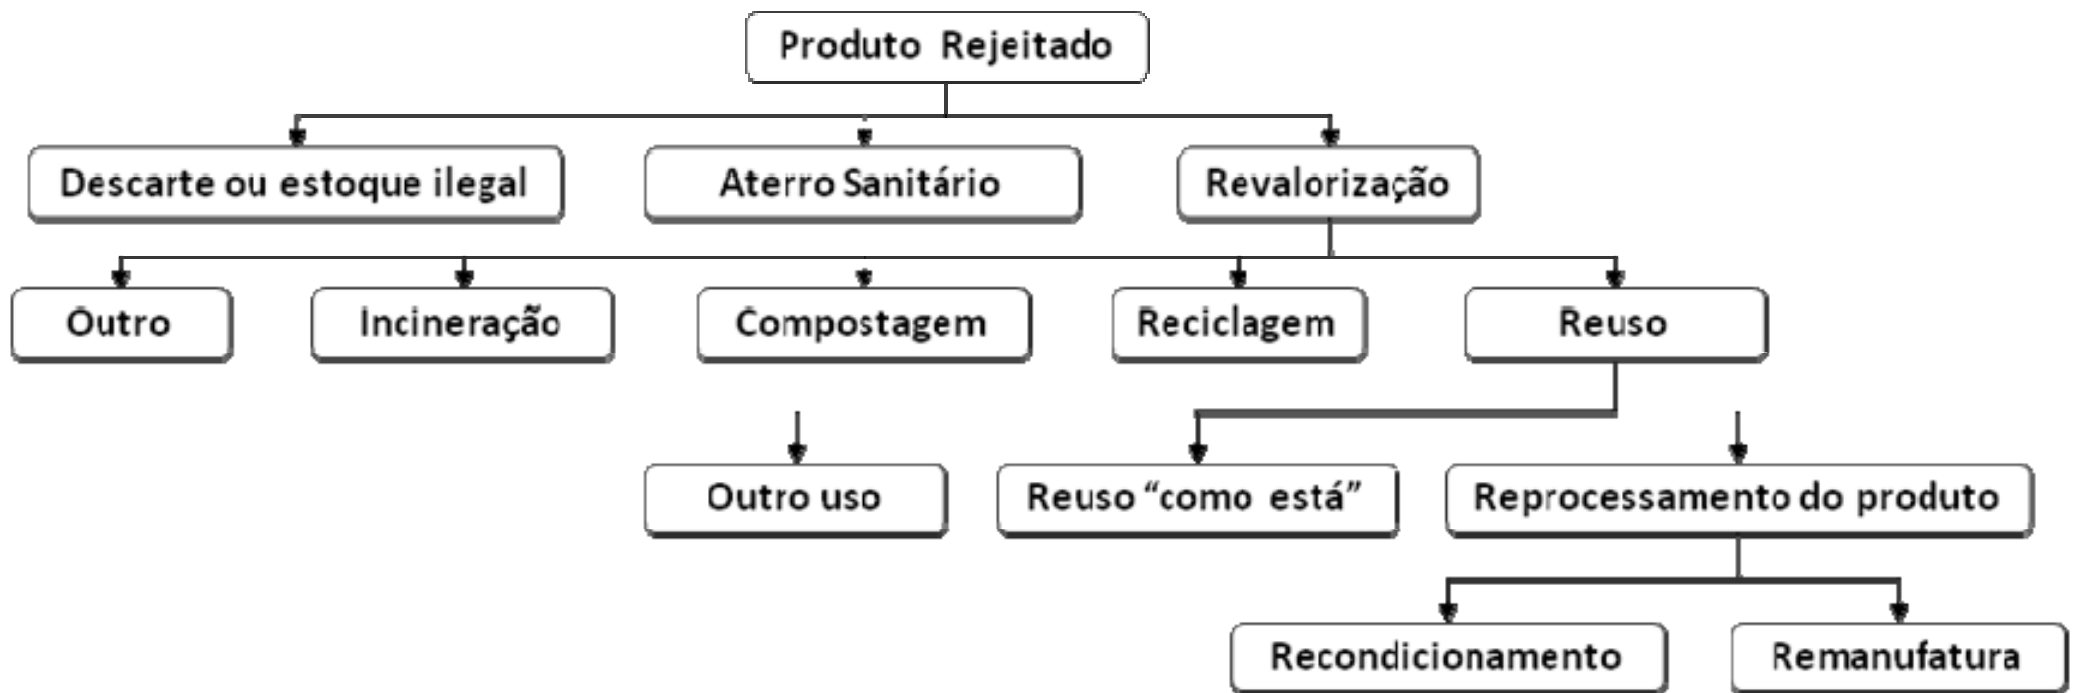 Produto Rejeitado
Descarte ou estoque ilegal
Aterro Sanitário
Revalorização
Outro
Incineração
Compostagem
Reciclagem
Reuso
Outro uso
Reuso “como está”
Reprocessamento do produto
Recondicionamento
Remanufatura